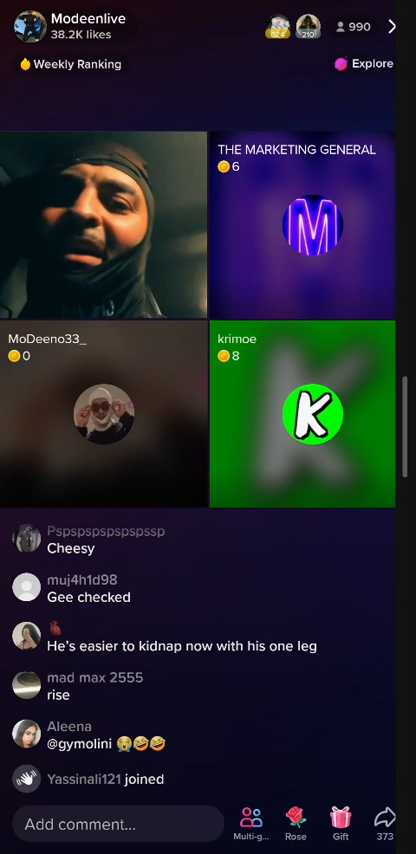 Modeenlive
38.2K likes
624
210
990
Weekly Ranking
Explore
THE MARKETING GENERAL
6
M
MoDeeno33_
0
krimoe
8
K
Pspspspspspspssp
Cheesy
muj4h1d98
Gee checked
🫀
He's easier to kidnap now with his one leg
mad max 2555
rise
Aleena
@gymolini 😭🤣🤣
Yassinali121 joined
Add comment...
Multi-g...
Rose
Gift
373